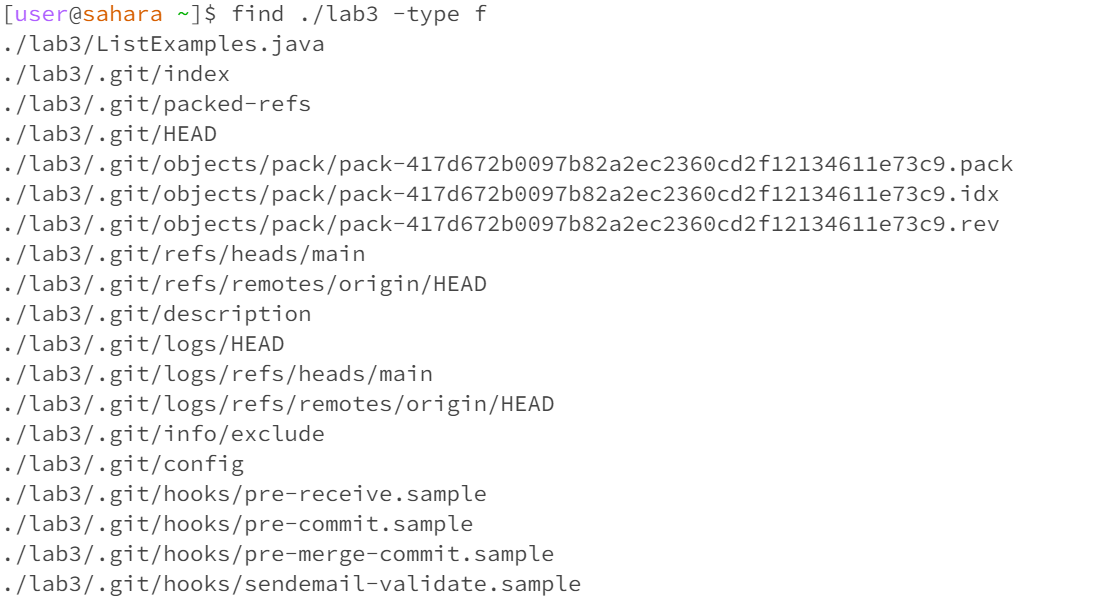 [user@sahara ~]$ find ./lab3 -type f
./lab3/ListExamples.java
./lab3/.git/index
./lab3/.git/packed-refs
./lab3/.git/HEAD
./lab3/.git/objects/pack/pack-417d672b0097b82a2ec2360cd2f12134611e73c9.pack
./lab3/.git/objects/pack/pack-417d672b0097b82a2ec2360cd2f12134611e73c9.idx
./lab3/.git/objects/pack/pack-417d672b0097b82a2ec2360cd2f12134611e73c9.rev
./lab3/.git/refs/heads/main
./lab3/.git/refs/remotes/origin/HEAD
./lab3/.git/description
./lab3/.git/logs/HEAD
./lab3/.git/logs/refs/heads/main
./lab3/.git/logs/refs/remotes/origin/HEAD
./lab3/.git/info/exclude
./lab3/.git/config
./lab3/.git/hooks/pre-receive.sample
./lab3/.git/hooks/pre-commit.sample
./lab3/.git/hooks/pre-merge-commit.sample
./lab3/.git/hooks/sendemail-validate.sample